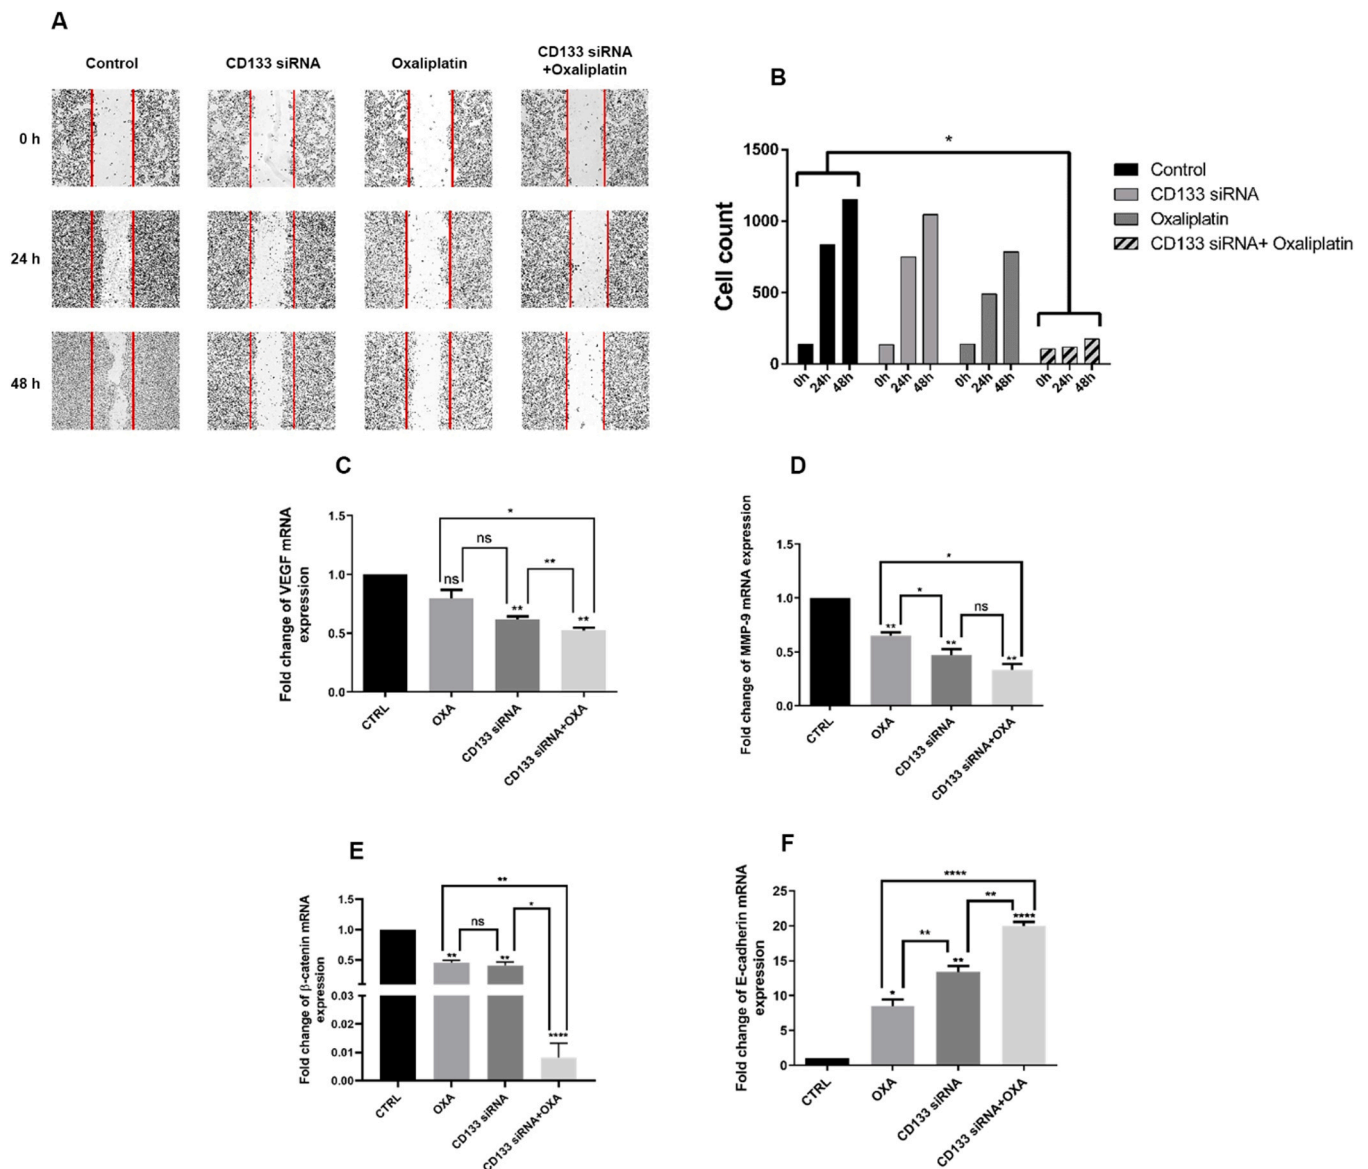 A
Control
CD133 siRNA
Oxaliplatin
CD133 siRNA
+Oxaliplatin
0 h
24 h
48 h
B
Cell count
1500
1000
500
0
*
0h
24h
48h
0h
24h
48h
0h
24h
48h
0h
24h
48h
Control
CD133 siRNA
Oxaliplatin
CD133 siRNA+ Oxaliplatin
C
Fold change of VEGF mRNA
expression
1.5
1.0
0.5
0.0
*
ns
**
ns
**
**
CTRL
OXA
CD133 siRNA
CD133 siRNA+OXA
D
Fold change of MMP-9 mRNA expression
1.5
1.0
0.5
0.0
*
*
ns
**
**
**
CTRL
OXA
CD133 siRNA
CD133 siRNA+OXA
E
Fold change of β-catenin mRNA
expression
1.5
1.0
0.5
0.03
0.02
0.01
0.00
**
*
ns
**
**
****
CTRL
OXA
CD133 siRNA
CD133 siRNA+OXA
F
Fold change of E-cadherin mRNA
expression
25
20
15
10
5
0
****
**
**
*
**
****
CTRL
OXA
CD133 siRNA
CD133 siRNA+OXA